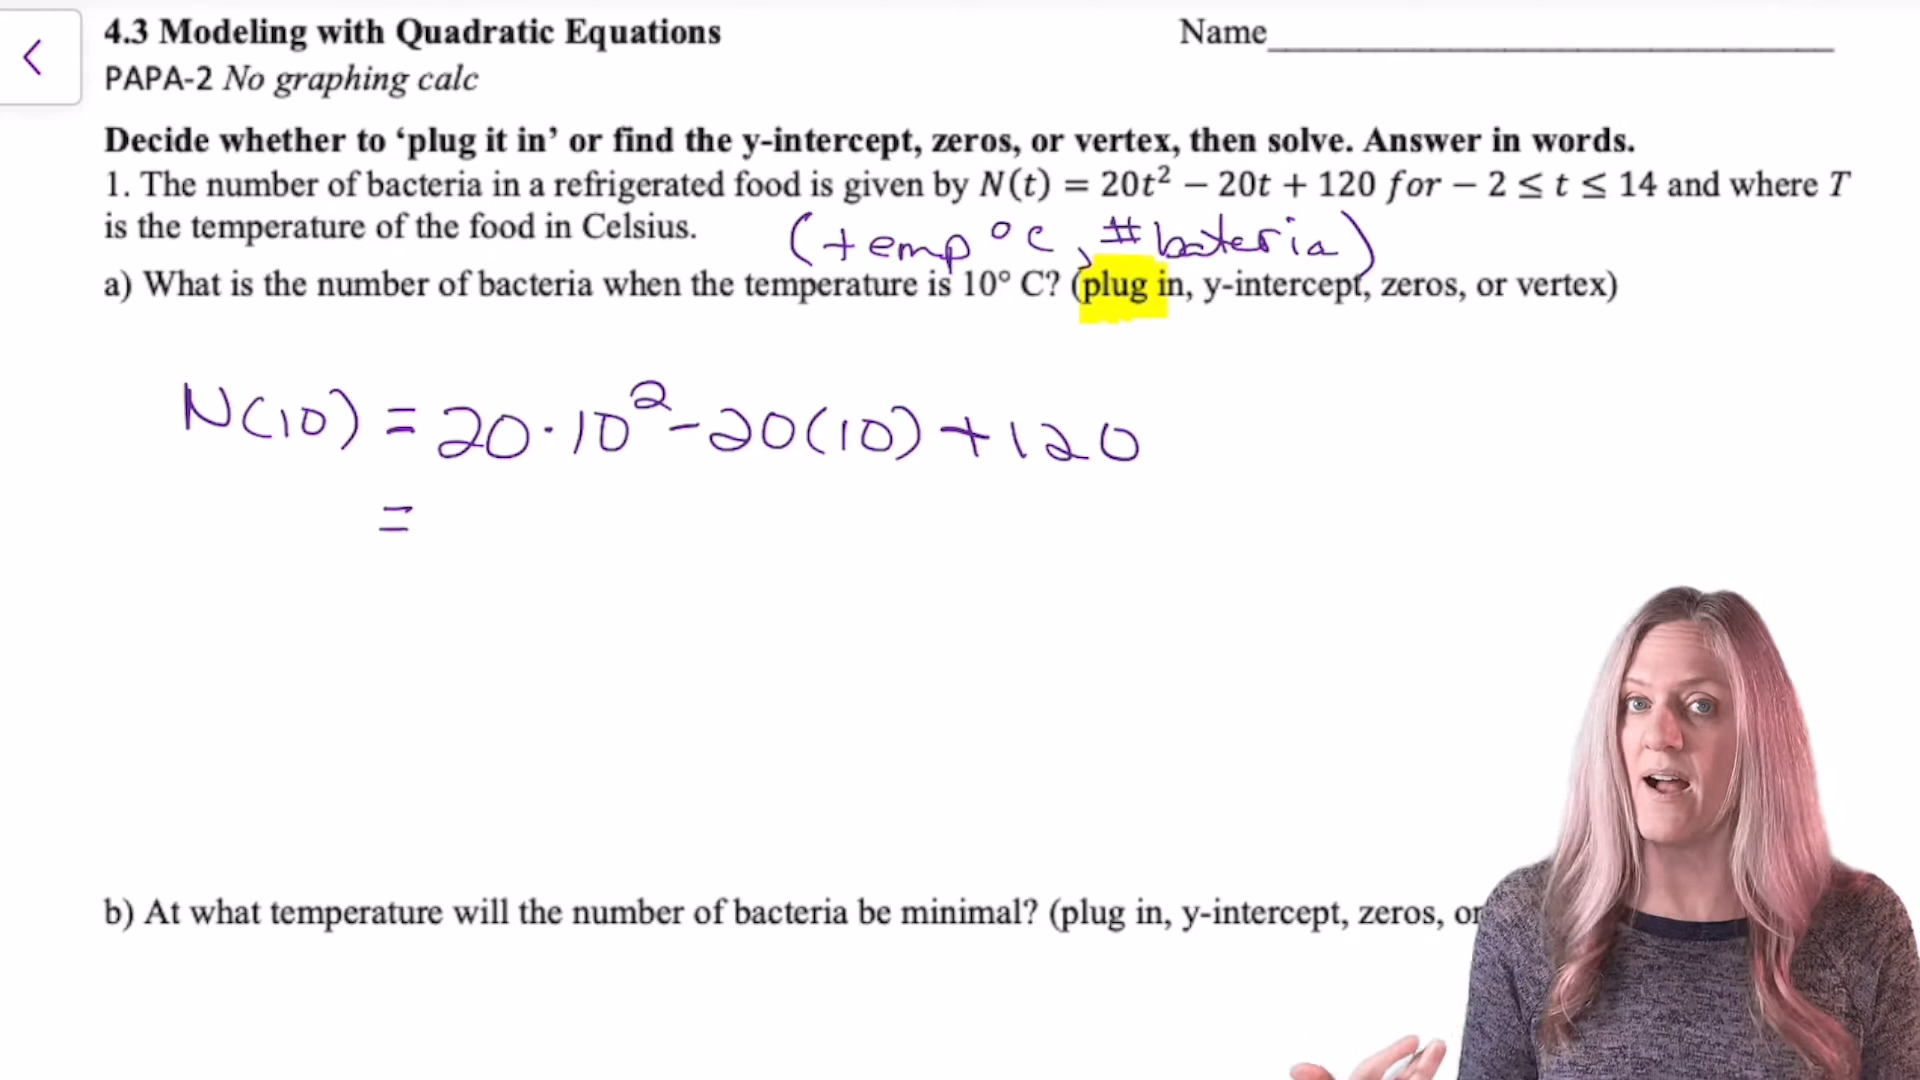 4.3 Modeling with Quadratic Equations
Name
PAPA-2 No graphing calc
Decide whether to ‘plug it in’ or find the y-intercept, zeros, or vertex, then solve. Answer in words.
1. The number of bacteria in a refrigerated food is given by N(t) = 20t² − 20t + 120 for − 2 ≤ t ≤ 14 and where T
is the temperature of the food in Celsius.
(temp °C, # bateria)
a) What is the number of bacteria when the temperature is 10° C? (plug in, y-intercept, zeros, or vertex)
N(10) = 20·10² - 20(10) + 120
=
b) At what temperature will the number of bacteria be minimal? (plug in, y-intercept, zeros, or